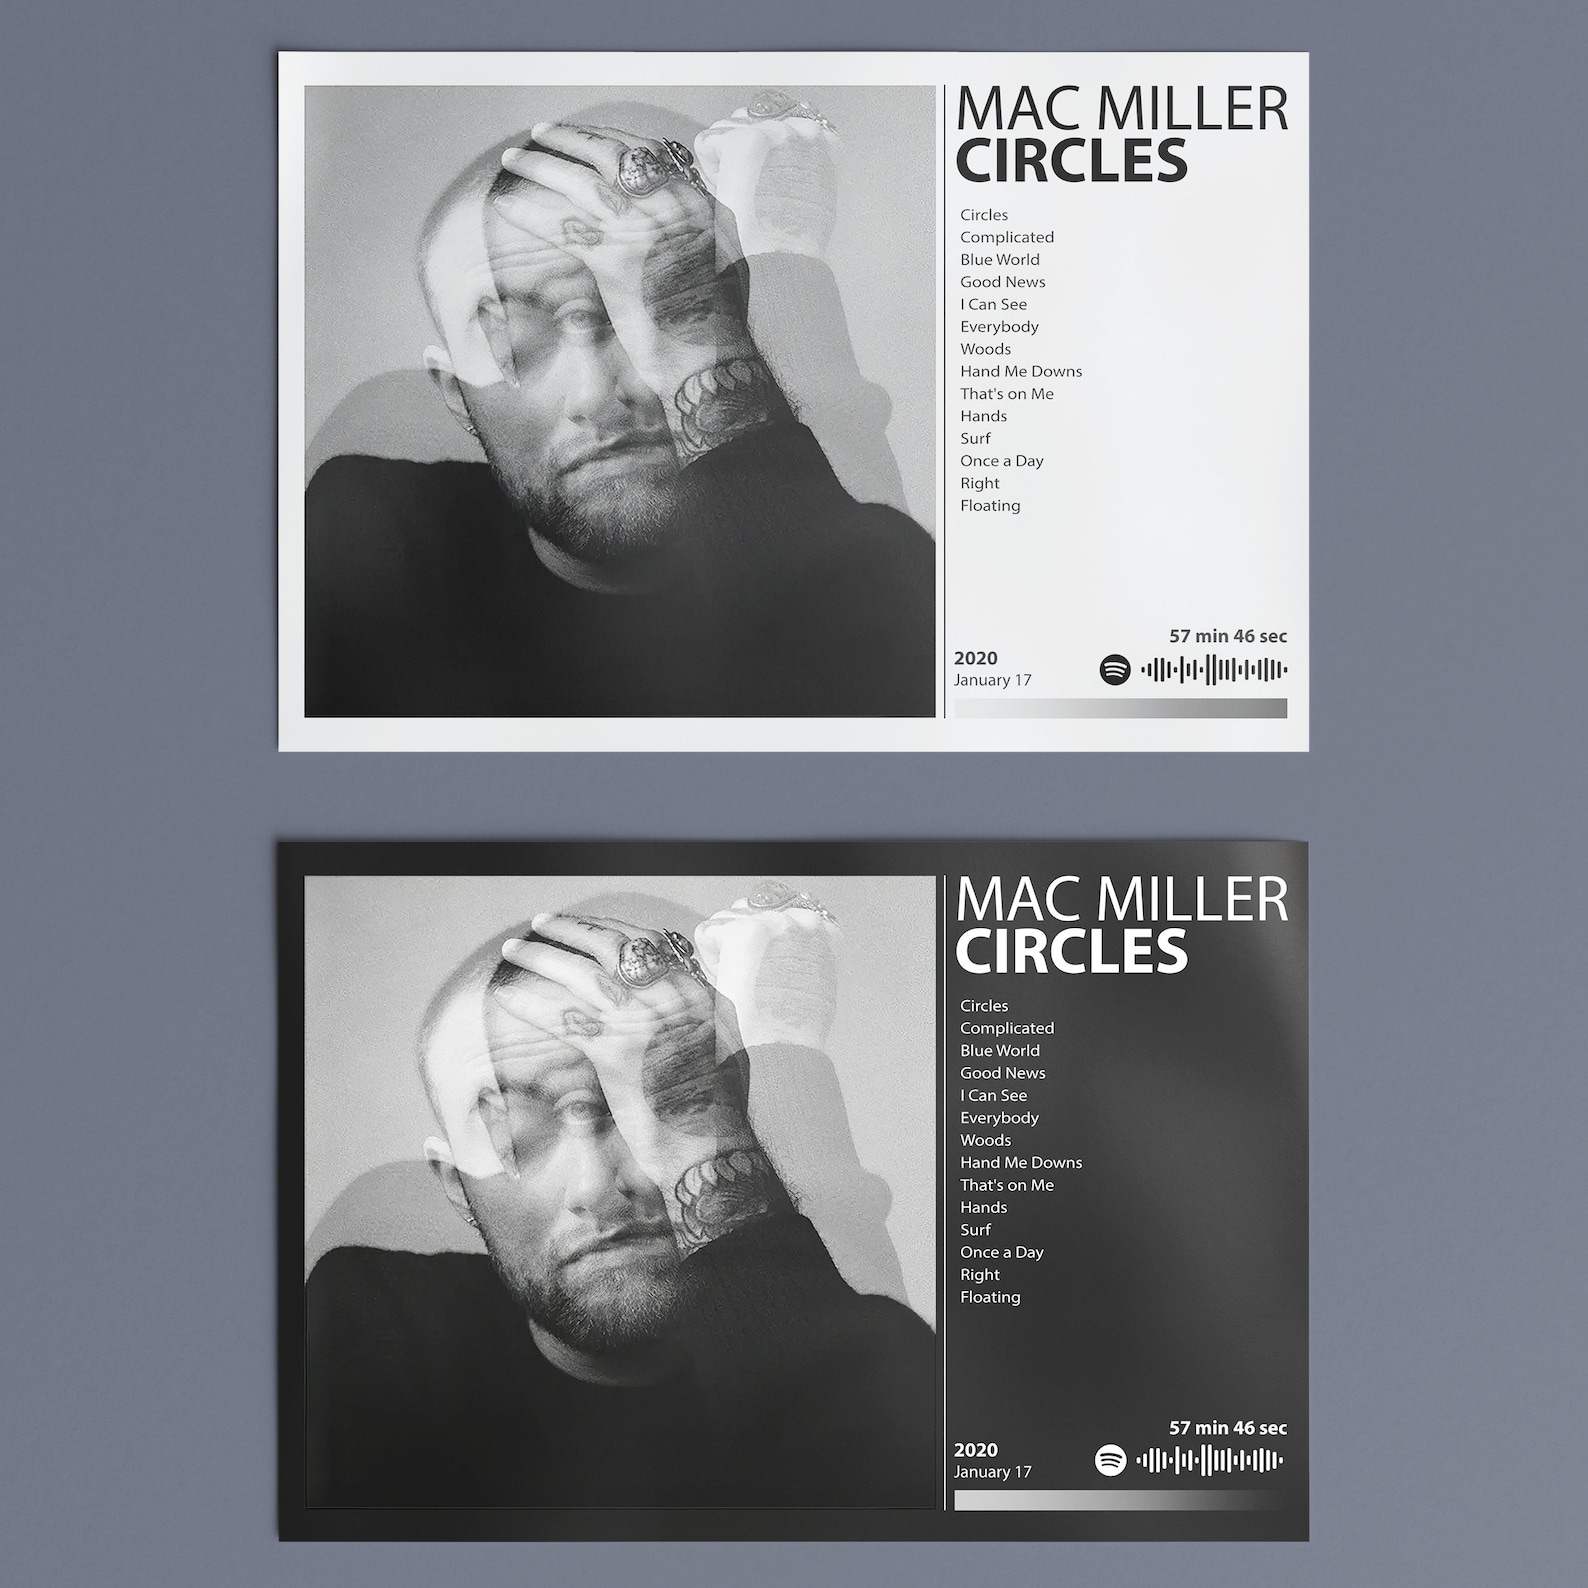 MAC MILLER
CIRCLES
Circles
Complicated
Blue World
Good News
I Can See
Everybody
Woods
Hand Me Downs
That's on Me
Hands
Surf
Once a Day
Right
Floating
57 min 46 sec
2020
January 17
MAC MILLER
CIRCLES
Circles
Complicated
Blue World
Good News
I Can See
Everybody
Woods
Hand Me Downs
That's on Me
Hands
Surf
Once a Day
Right
Floating
57 min 46 sec
2020
January 17